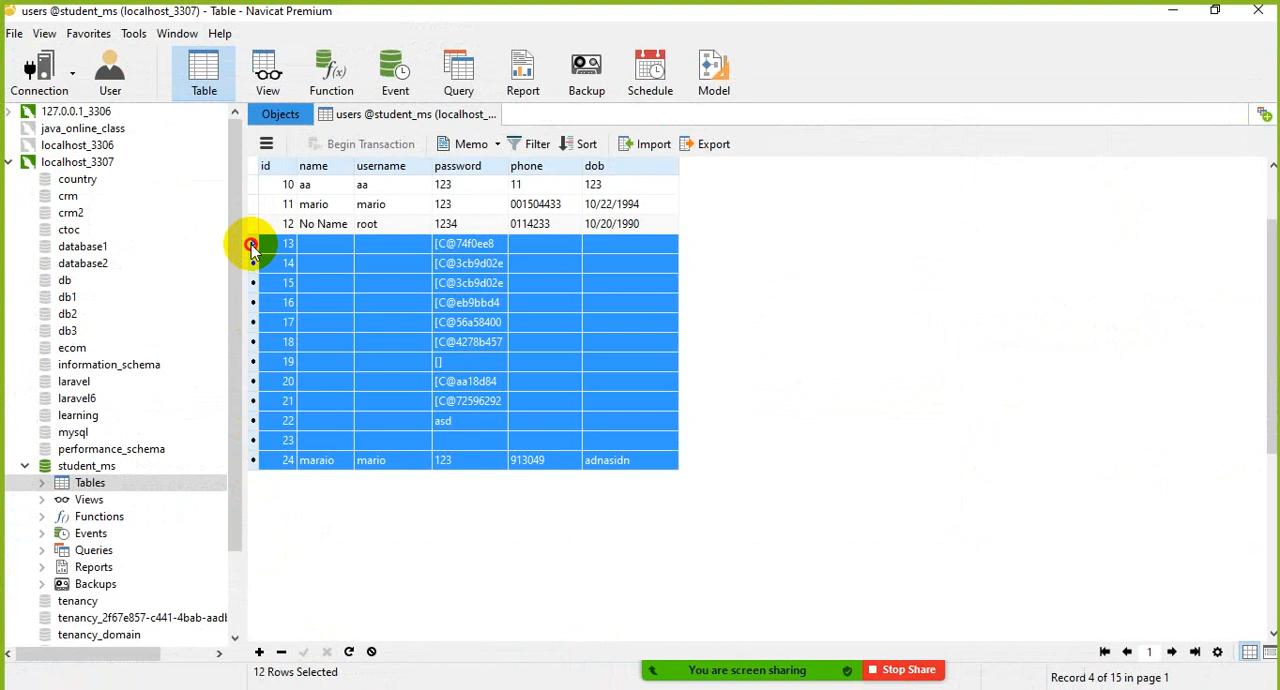 users @student_ms (localhost_3307) - Table - Navicat Premium
File View Favorites Tools Window Help
Connection User Table View Function Event Query Report Backup Schedule Model
127.0.0.1_3306
java_online_class
localhost_3306
localhost_3307
country
crm
crm2
ctoc
database1
database2
db
db1
db2
db3
ecom
information_schema
laravel
laravel6
learning
mysql
performance_schema
student_ms
Tables
Views
Functions
Events
Queries
Reports
Backups
tenancy
tenancy_2f67e857-c441-4bab-aadb
tenancy_domain
Objects users @student_ms (localhost_...
Begin Transaction Memo Filter Sort Import Export
id name username password phone dob
10 aa aa 123 11 123
11 mario mario 123 001504433 10/22/1994
12 No Name root 1234 0114233 10/20/1990
13 [C@74f0ee8
14 [C@3cb9d02e
15 [C@3cb9d02e
16 [C@eb9bbd4
17 [C@56a58400
18 [C@4278b457
19 []
20 [C@aa18d84
21 [C@72596292
22 asd
23
24 maraio mario 123 913049 adnasidn
1
12 Rows Selected
You are screen sharing Stop Share
Record 4 of 15 in page 1